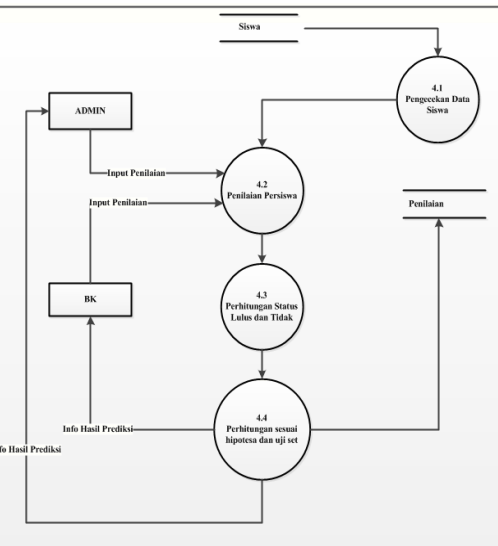 Siswa
4.1
Pengecekan Data
Siswa
ADMIN
Input Penilaian
4.2
Penilaian Persiswa
Input Penilaian
Penilaian
4.3
Perhitungan Status
Lulus dan Tidak
BK
4.4
Perhitungan sesuai
hipotesa dan uji set
Info Hasil Prediksi
fo Hasil Prediksi